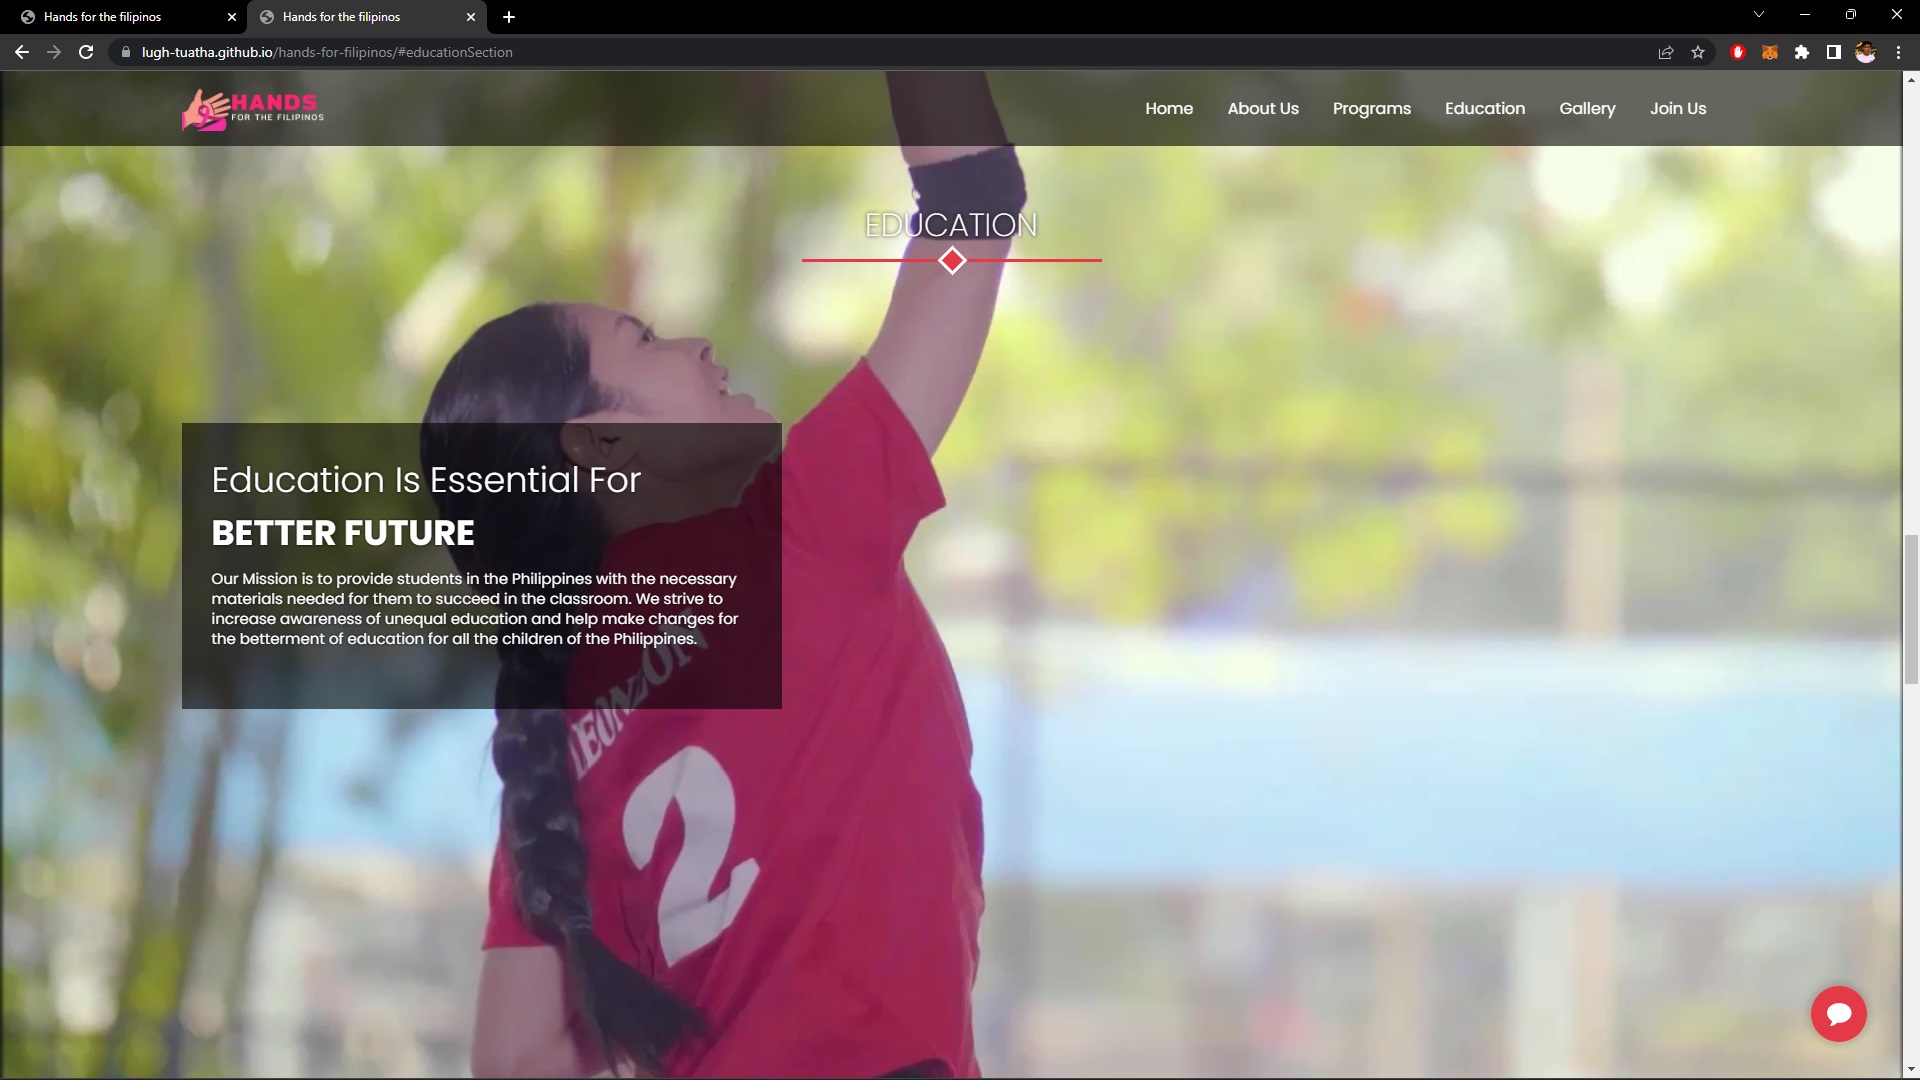 Hands for the filipinos
Hands for the filipinos
lugh-tuatha.github.io/hands-for-filipinos/#educationSection
HANDS
FOR THE FILIPINOS
Home About Us Programs Education Gallery Join Us
EDUCATION
Education Is Essential For
BETTER FUTURE
Our Mission is to provide students in the Philippines with the necessary
materials needed for them to succeed in the classroom. We strive to
increase awareness of unequal education and help make changes for
the betterment of education for all the children of the Philippines.
LEONZON
2